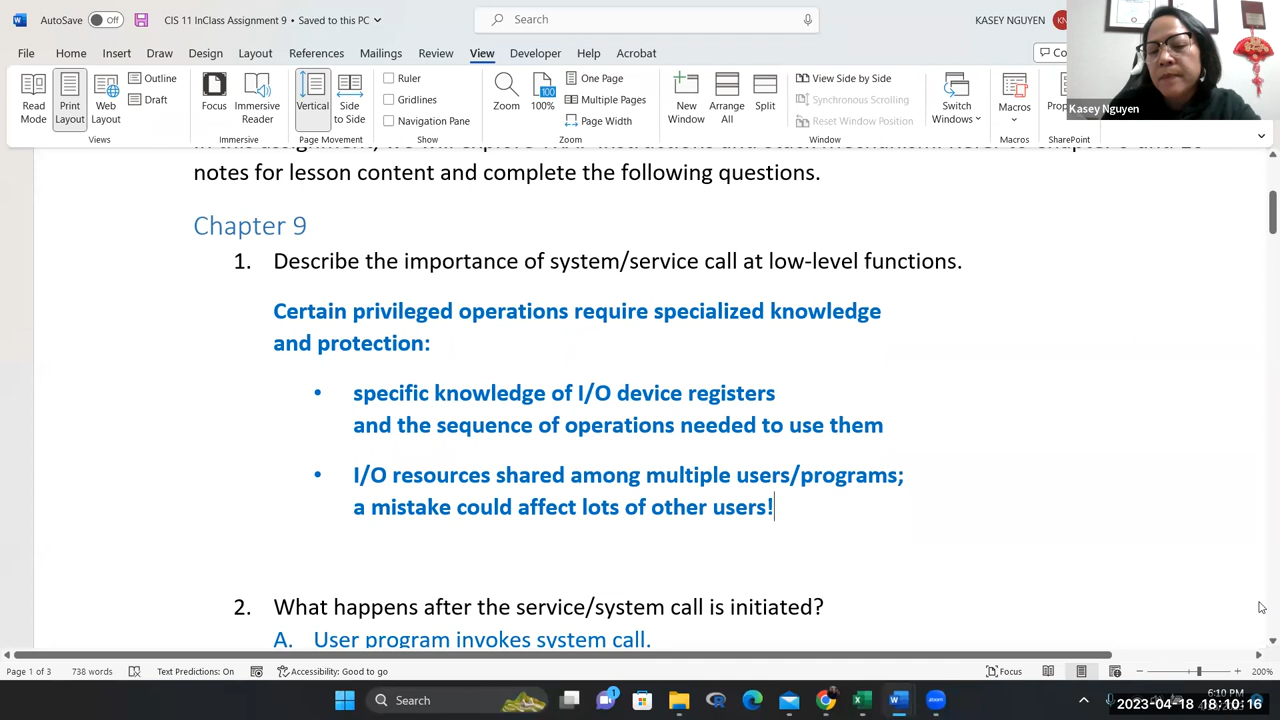 AutoSave Off CIS 11 InClass Assignment 9 • Saved to this PC Search KASEY NGUYEN KN
File Home Insert Draw Design Layout References Mailings Review View Developer Help Acrobat
Read Mode Print Layout Web Layout Outline Draft Views
Focus Immersive Reader Immersive
Vertical Side to Side Page Movement
Ruler Gridlines Navigation Pane Show
Zoom 100 100% One Page Multiple Pages Page Width Zoom
New Window Arrange All Split View Side by Side Synchronous Scrolling Reset Window Position Switch Windows Window
Macros Macros
SharePoint
Kasey Nguyen
notes for lesson content and complete the following questions.
Chapter 9
1. Describe the importance of system/service call at low-level functions.
Certain privileged operations require specialized knowledge
and protection:
• specific knowledge of I/O device registers
and the sequence of operations needed to use them
• I/O resources shared among multiple users/programs;
a mistake could affect lots of other users!
2. What happens after the service/system call is initiated?
A. User program invokes system call.
Page 1 of 3 738 words Text Predictions: On Accessibility: Good to go Focus 200%
Search 1 zoom 6:10 PM
2023-04-18 18:10:16